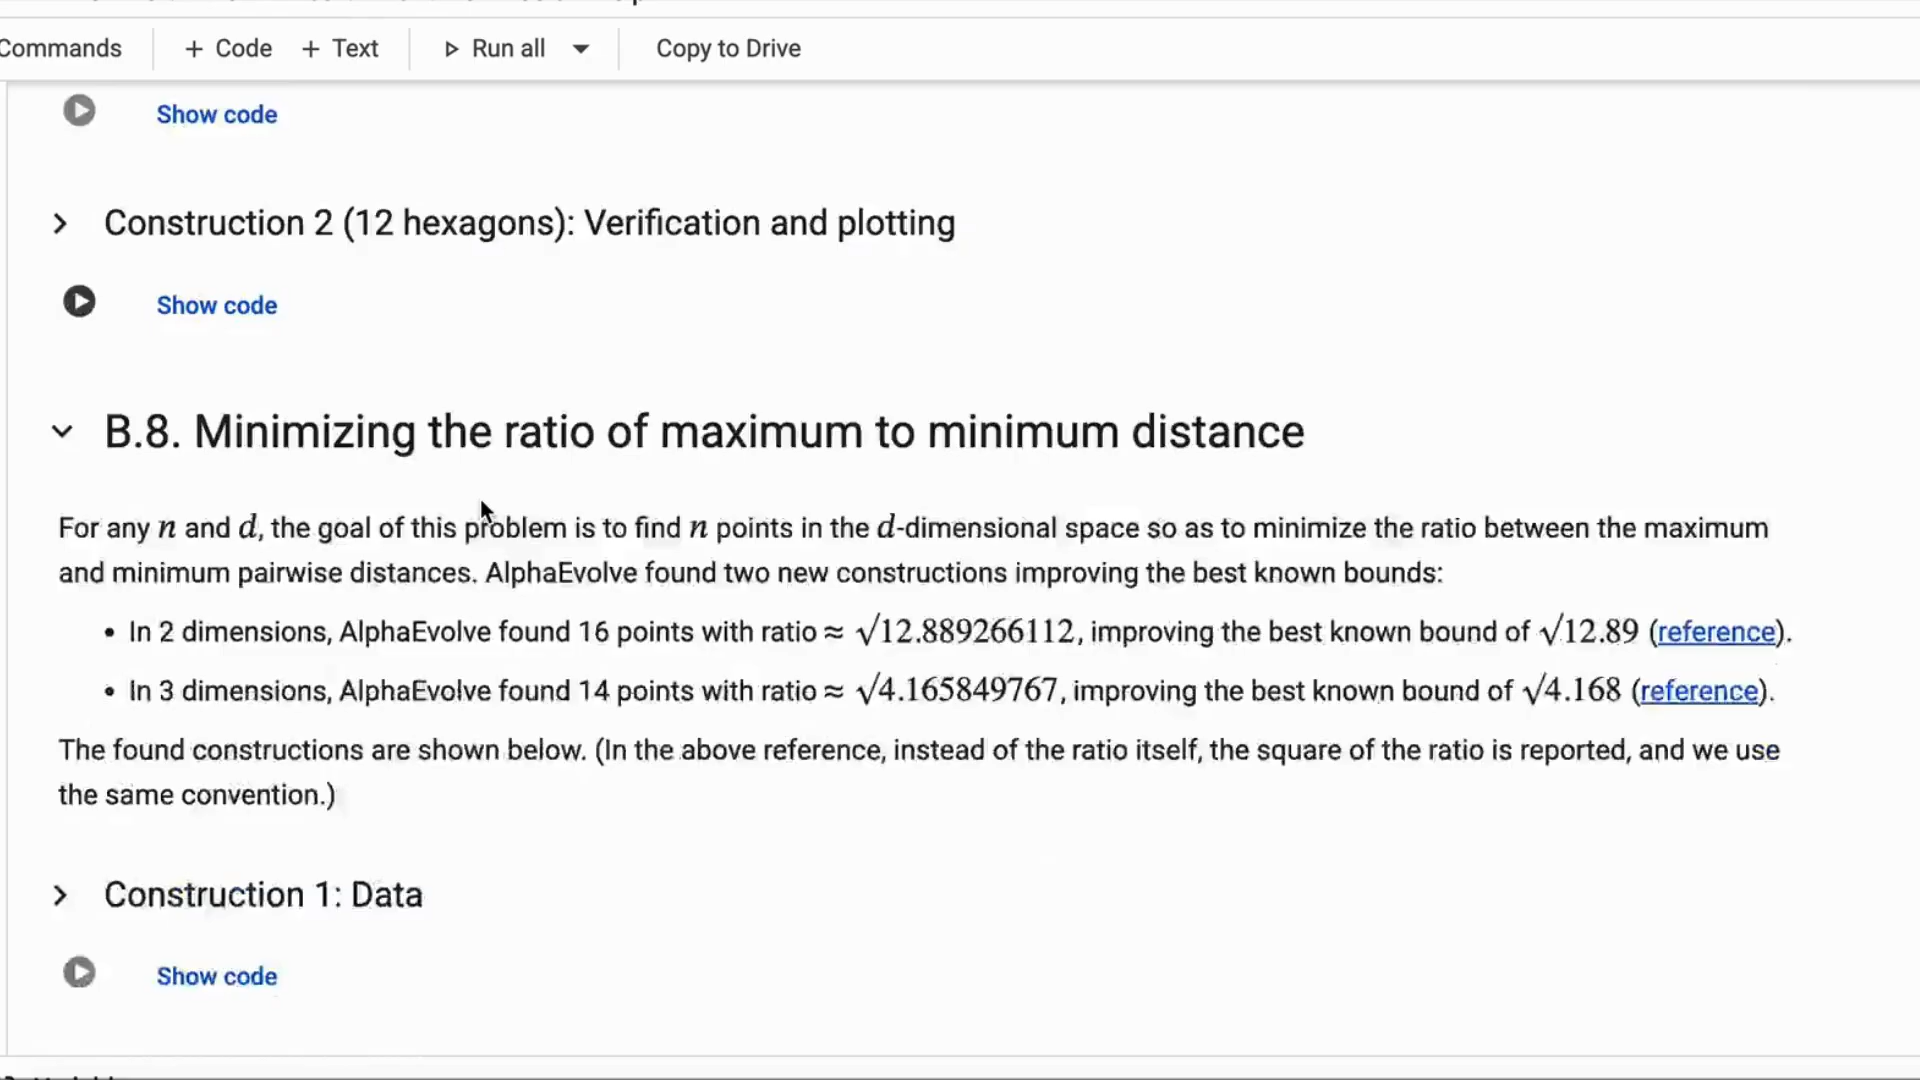 Commands + Code + Text Run all Copy to Drive
Show code
Construction 2 (12 hexagons): Verification and plotting
Show code
B.8. Minimizing the ratio of maximum to minimum distance
For any n and d, the goal of this problem is to find n points in the d-dimensional space so as to minimize the ratio between the maximum
and minimum pairwise distances. AlphaEvolve found two new constructions improving the best known bounds:
• In 2 dimensions, AlphaEvolve found 16 points with ratio ≈ √12.889266112, improving the best known bound of √12.89 (reference).
• In 3 dimensions, AlphaEvolve found 14 points with ratio ≈ √4.165849767, improving the best known bound of √4.168 (reference).
The found constructions are shown below. (In the above reference, instead of the ratio itself, the square of the ratio is reported, and we use
the same convention.)
Construction 1: Data
Show code